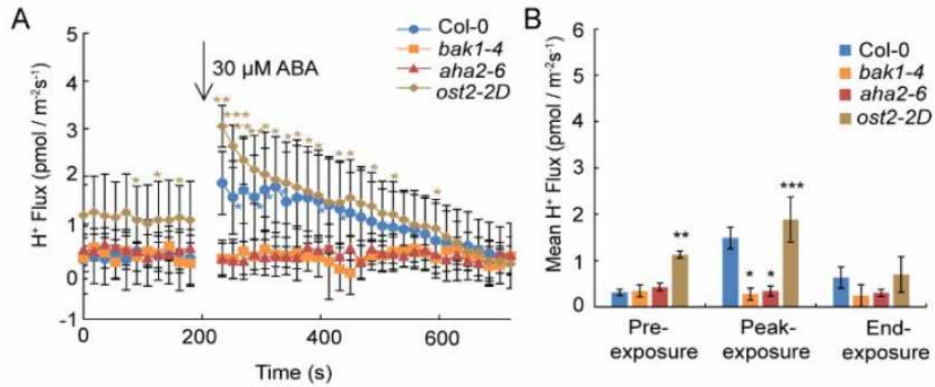 A
H⁺ Flux (pmol / m⁻²s⁻¹)
5
4
3
2
1
0
-1
30 µM ABA
Col-0
bak1-4
aha2-6
ost2-2D
** ***
0
200
400
600
Time (s)
B
Mean H⁺ Flux (pmol / m⁻²s⁻¹)
6
5
4
3
2
1
0
Col-0
bak1-4
aha2-6
ost2-2D
**
*
*
***
Pre-
exposure
Peak-
exposure
End-
exposure